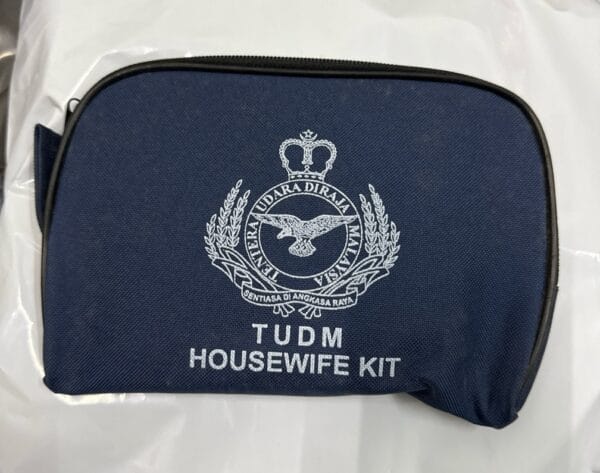 TENTERA UDARA DIRAJA MALAYSIA
SENTIASA DI ANGKASA RAYA
TUDM
HOUSEWIFE KIT